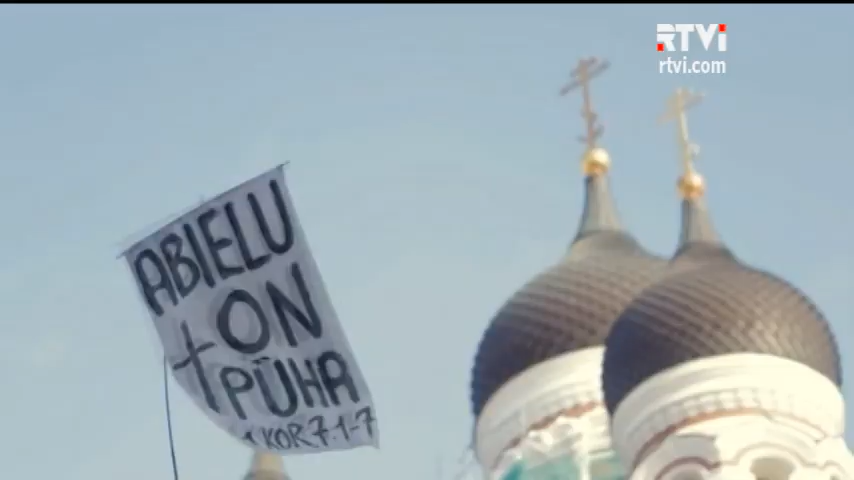 RTVi
rtvi.com
ABIELU
ON
PÜHA
1 KOR.7.1-7